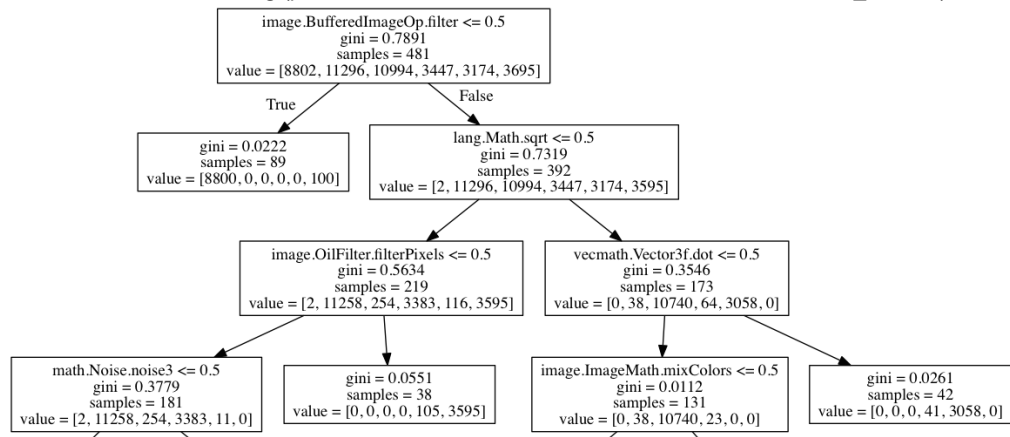 image.BufferedImageOp.filter <= 0.5
gini = 0.7891
samples = 481
value = [8802, 11296, 10994, 3447, 3174, 3695]
True
False
gini = 0.0222
samples = 89
value = [8800, 0, 0, 0, 0, 100]
lang.Math.sqrt <= 0.5
gini = 0.7319
samples = 392
value = [2, 11296, 10994, 3447, 3174, 3595]
image.OilFilter.filterPixels <= 0.5
gini = 0.5634
samples = 219
value = [2, 11258, 254, 3383, 116, 3595]
vecmath.Vector3f.dot <= 0.5
gini = 0.3546
samples = 173
value = [0, 38, 10740, 64, 3058, 0]
math.Noise.noise3 <= 0.5
gini = 0.3779
samples = 181
value = [2, 11258, 254, 3383, 11, 0]
gini = 0.0551
samples = 38
value = [0, 0, 0, 0, 105, 3595]
image.ImageMath.mixColors <= 0.5
gini = 0.0112
samples = 131
value = [0, 38, 10740, 23, 0, 0]
gini = 0.0261
samples = 42
value = [0, 0, 0, 41, 3058, 0]